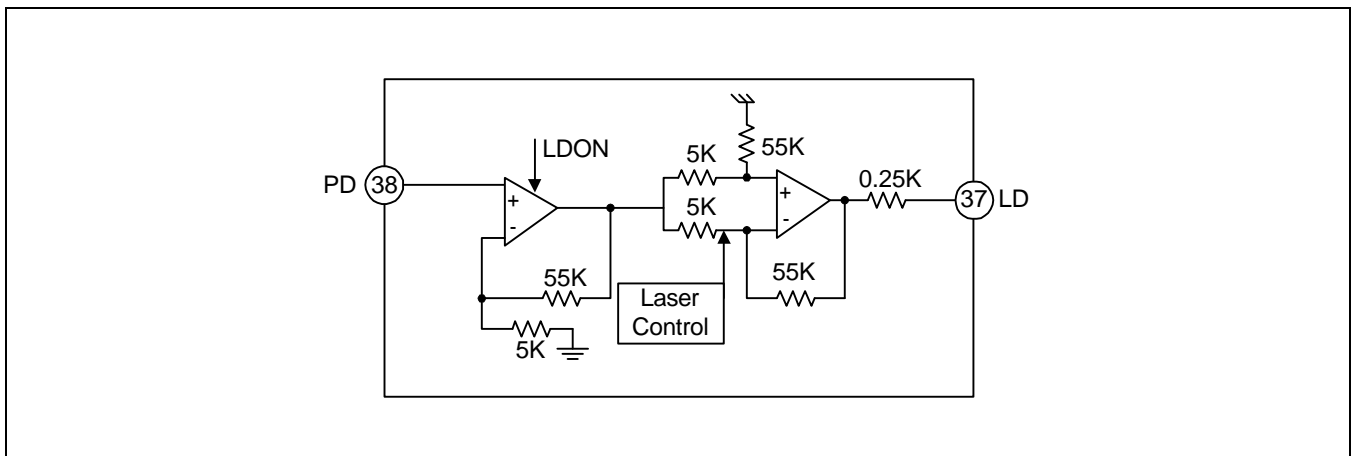 PD
38
LDON
+
-
55K
5K
5K
5K
55K
+
-
55K
Laser
Control
0.25K
37
LD